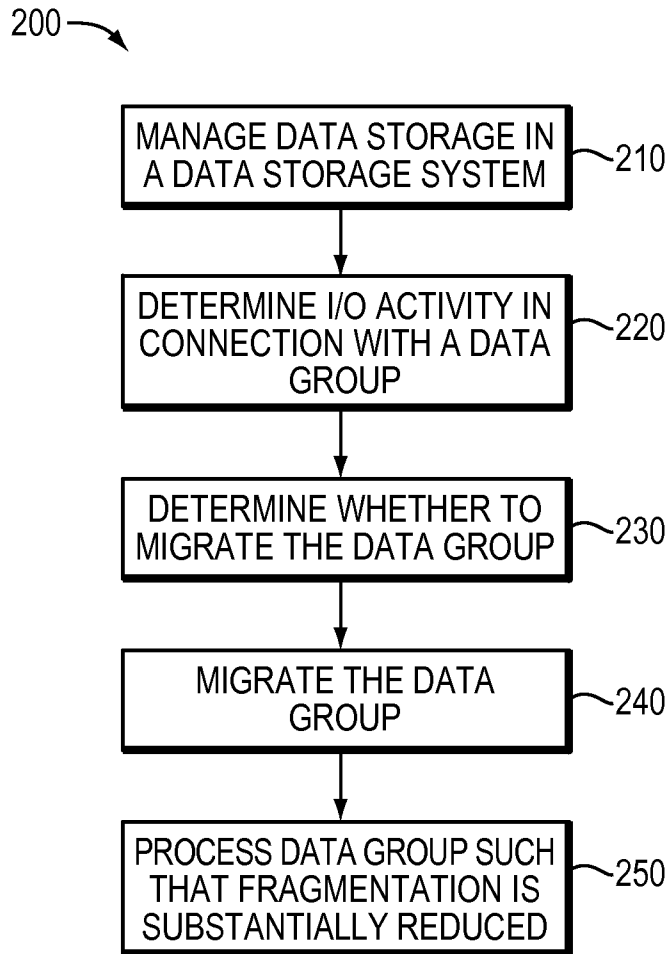 200
MANAGE DATA STORAGE IN
A DATA STORAGE SYSTEM
210
DETERMINE I/O ACTIVITY IN
CONNECTION WITH A DATA
GROUP
220
DETERMINE WHETHER TO
MIGRATE THE DATA GROUP
230
MIGRATE THE DATA
GROUP
240
PROCESS DATA GROUP SUCH
THAT FRAGMENTATION IS
SUBSTANTIALLY REDUCED
250